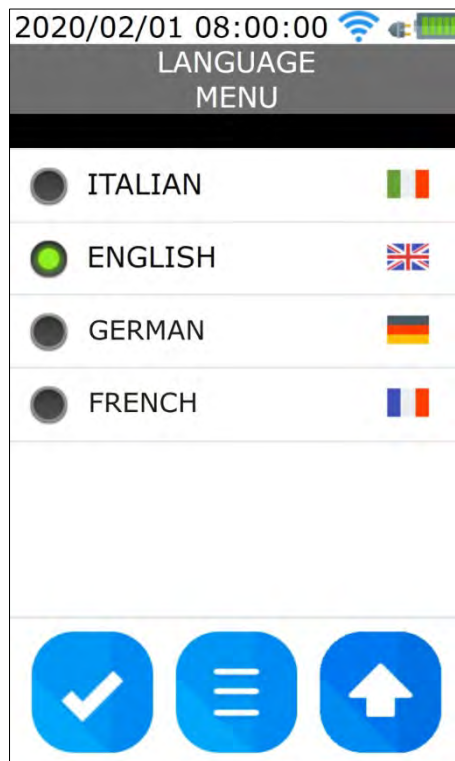 2020/02/01 08:00:00
LANGUAGE
MENU
ITALIAN
ENGLISH
GERMAN
FRENCH